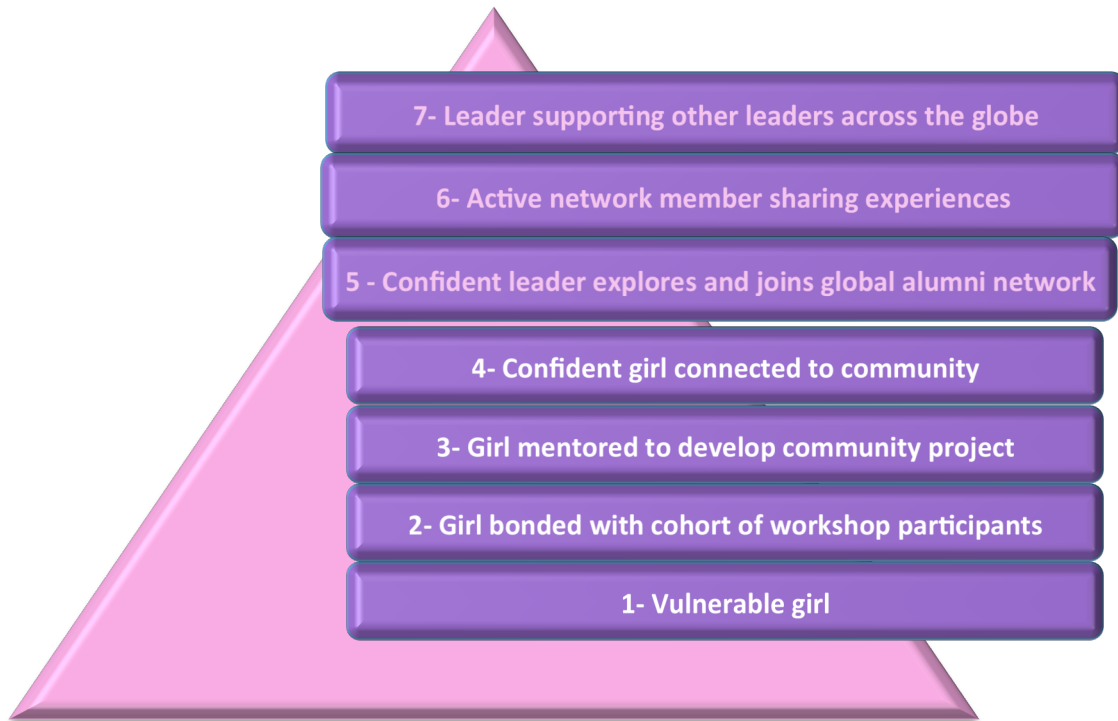 7- Leader supporting other leaders across the globe
6- Active network member sharing experiences
5 - Confident leader explores and joins global alumni network
4- Confident girl connected to community
3- Girl mentored to develop community project
2- Girl bonded with cohort of workshop participants
1- Vulnerable girl